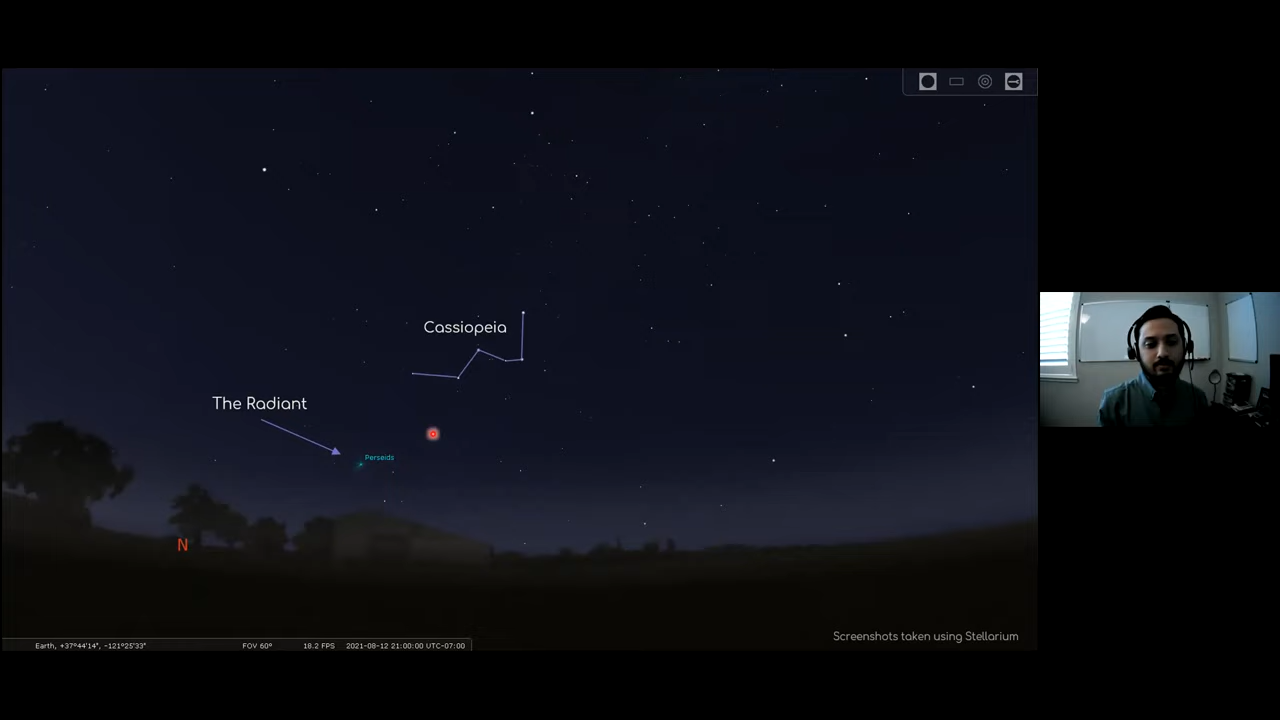 Cassiopeia
The Radiant
Perseids
N
Screenshots taken using Stellarium
Earth, +37°44'14", -121°25'33" FOV 60° 18.2 FPS 2021-08-12 21:00:00 UTC-07:00